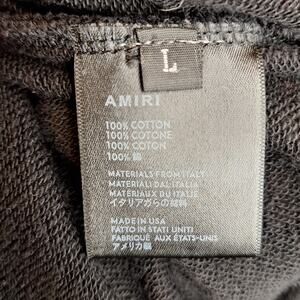 L
AMIRI
100% COTTON
100% COTONE
100% COTON
100% 綿
MATERIALS FROM ITALY
MATERIALI DAL ITALIA
MATÉRIAUX DU ITALIE
イタリアからの材料
MADE IN USA
FATTO IN STATI UNITI
FABRIQUÉ AUX ÉTATS-UNIS
アメリカ製